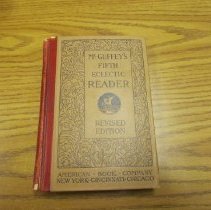 McGUFFEY'S
FIFTH
ECLECTIC
READER
REVISED
EDITION
AMERICAN · BOOK · COMPANY
NEW YORK · CINCINNATI · CHICAGO